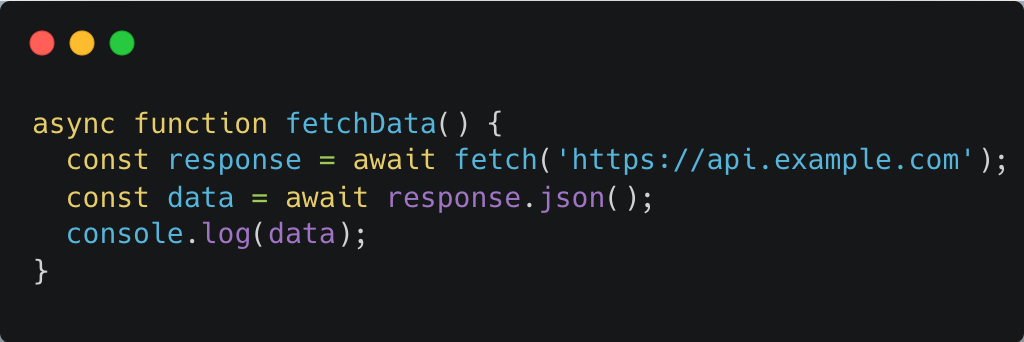 async function fetchData() {
  const response = await fetch('https://api.example.com');
  const data = await response.json();
  console.log(data);
}